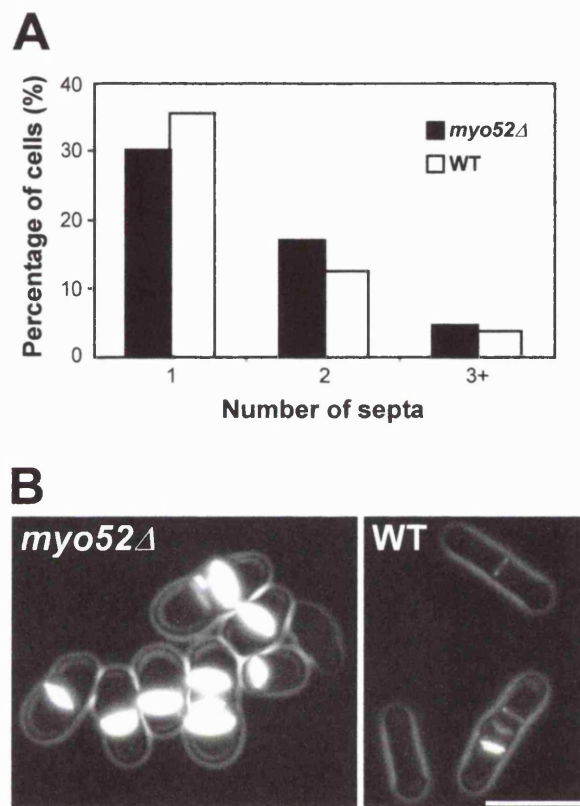 A
Percentage of cells (%)
40
30
20
10
0
myo52Δ
WT
1
2
3+
Number of septa
B
myo52Δ
WT